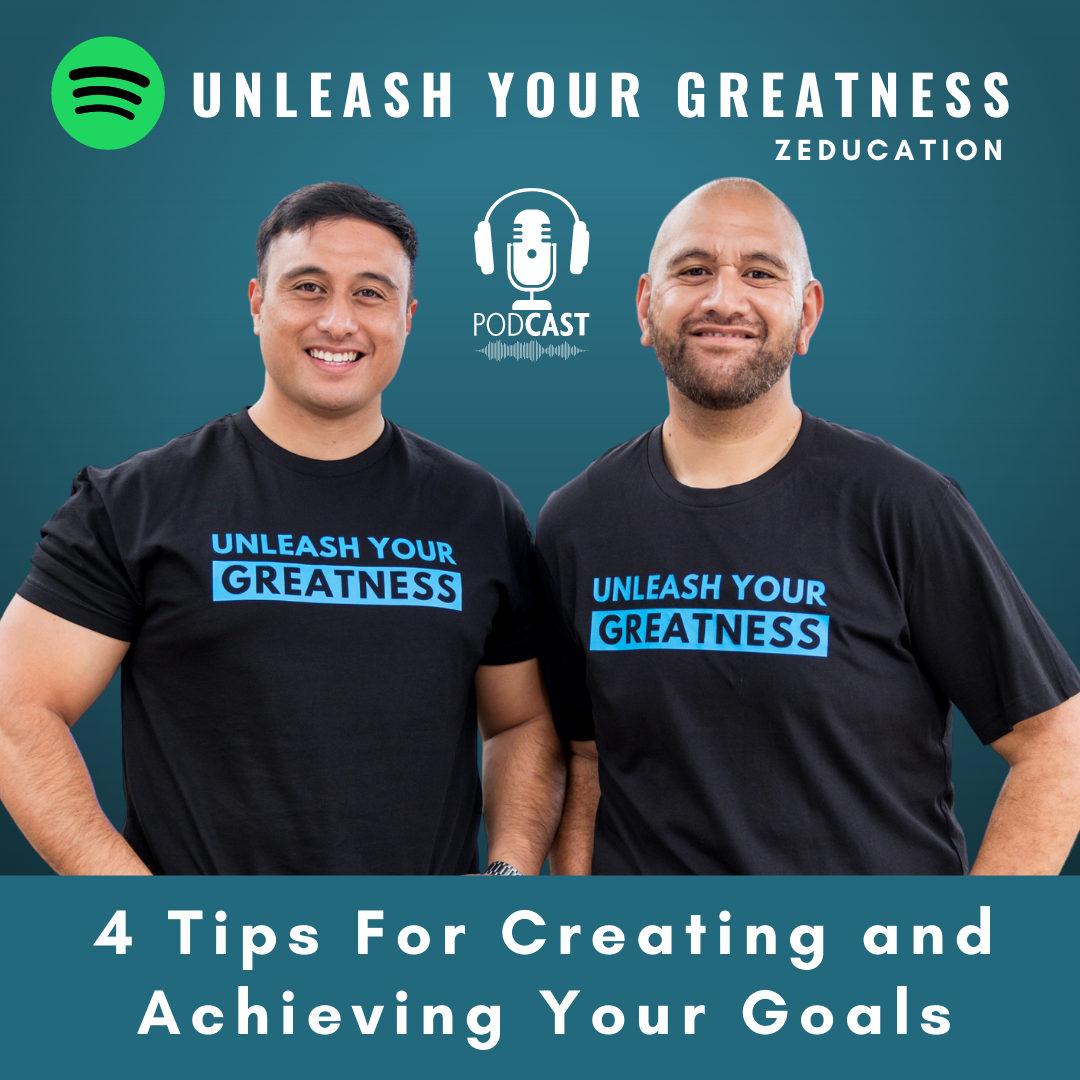 UNLEASH YOUR GREATNESS
ZEDUCATION
PODCAST
UNLEASH YOUR
GREATNESS
UNLEASH YOUR
GREATNESS
4 Tips For Creating and
Achieving Your Goals